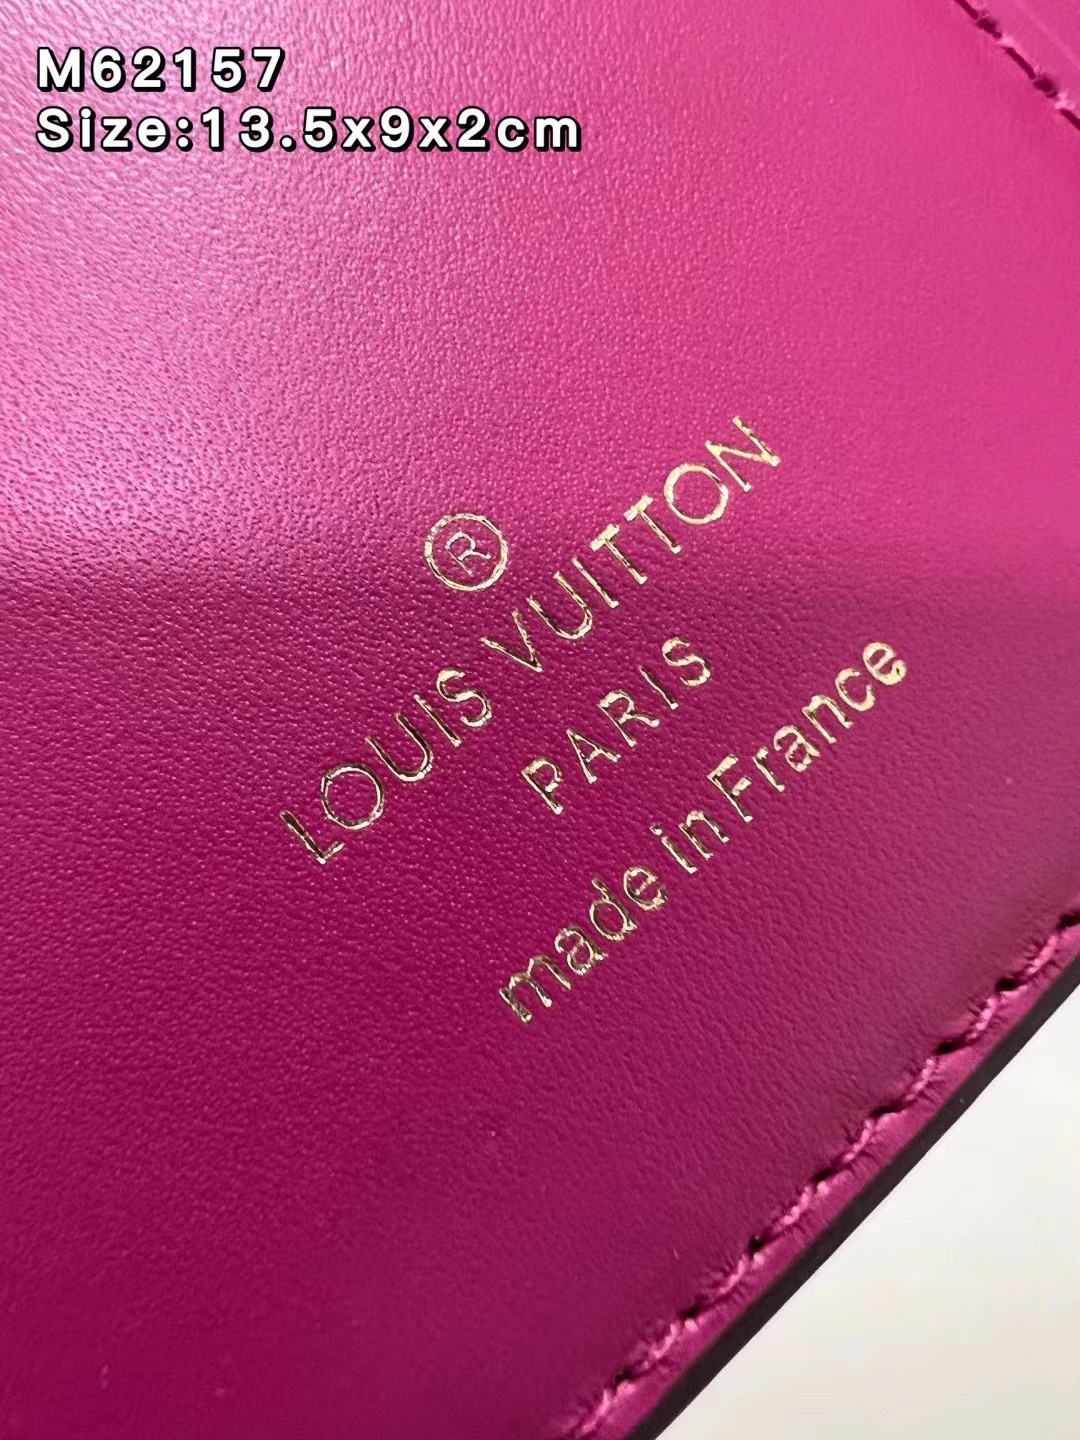 M62157
Size:13.5x9x2cm
®
LOUIS VUITTON
PARIS
made in France